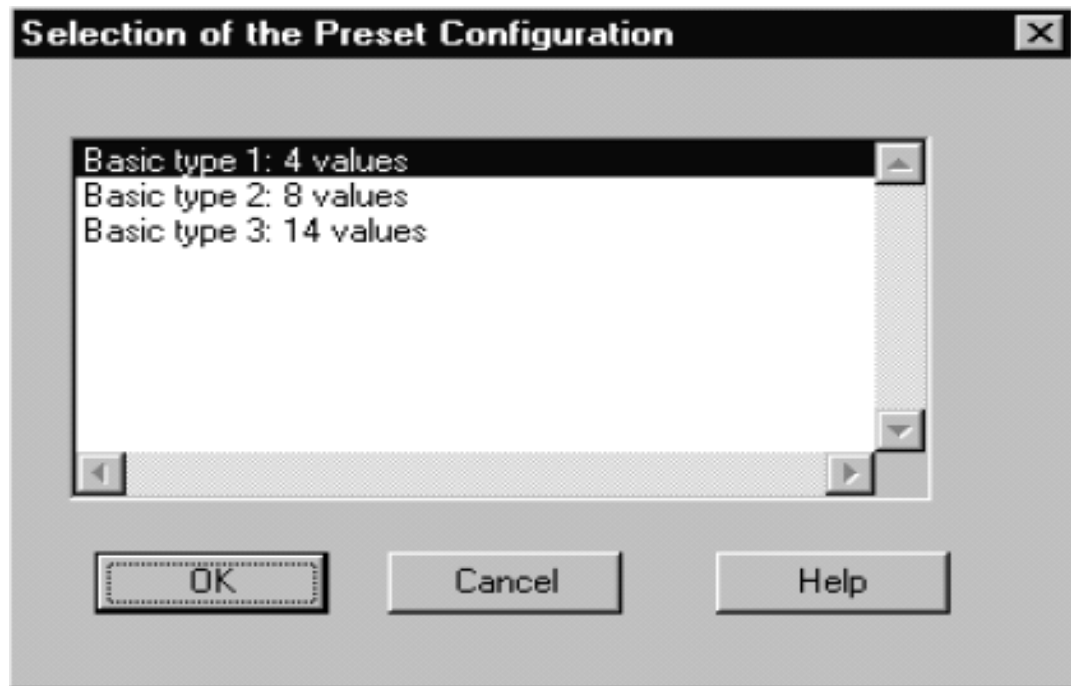 Selection of the Preset Configuration
Basic type 1: 4 values
Basic type 2: 8 values
Basic type 3: 14 values
OK
Cancel
Help